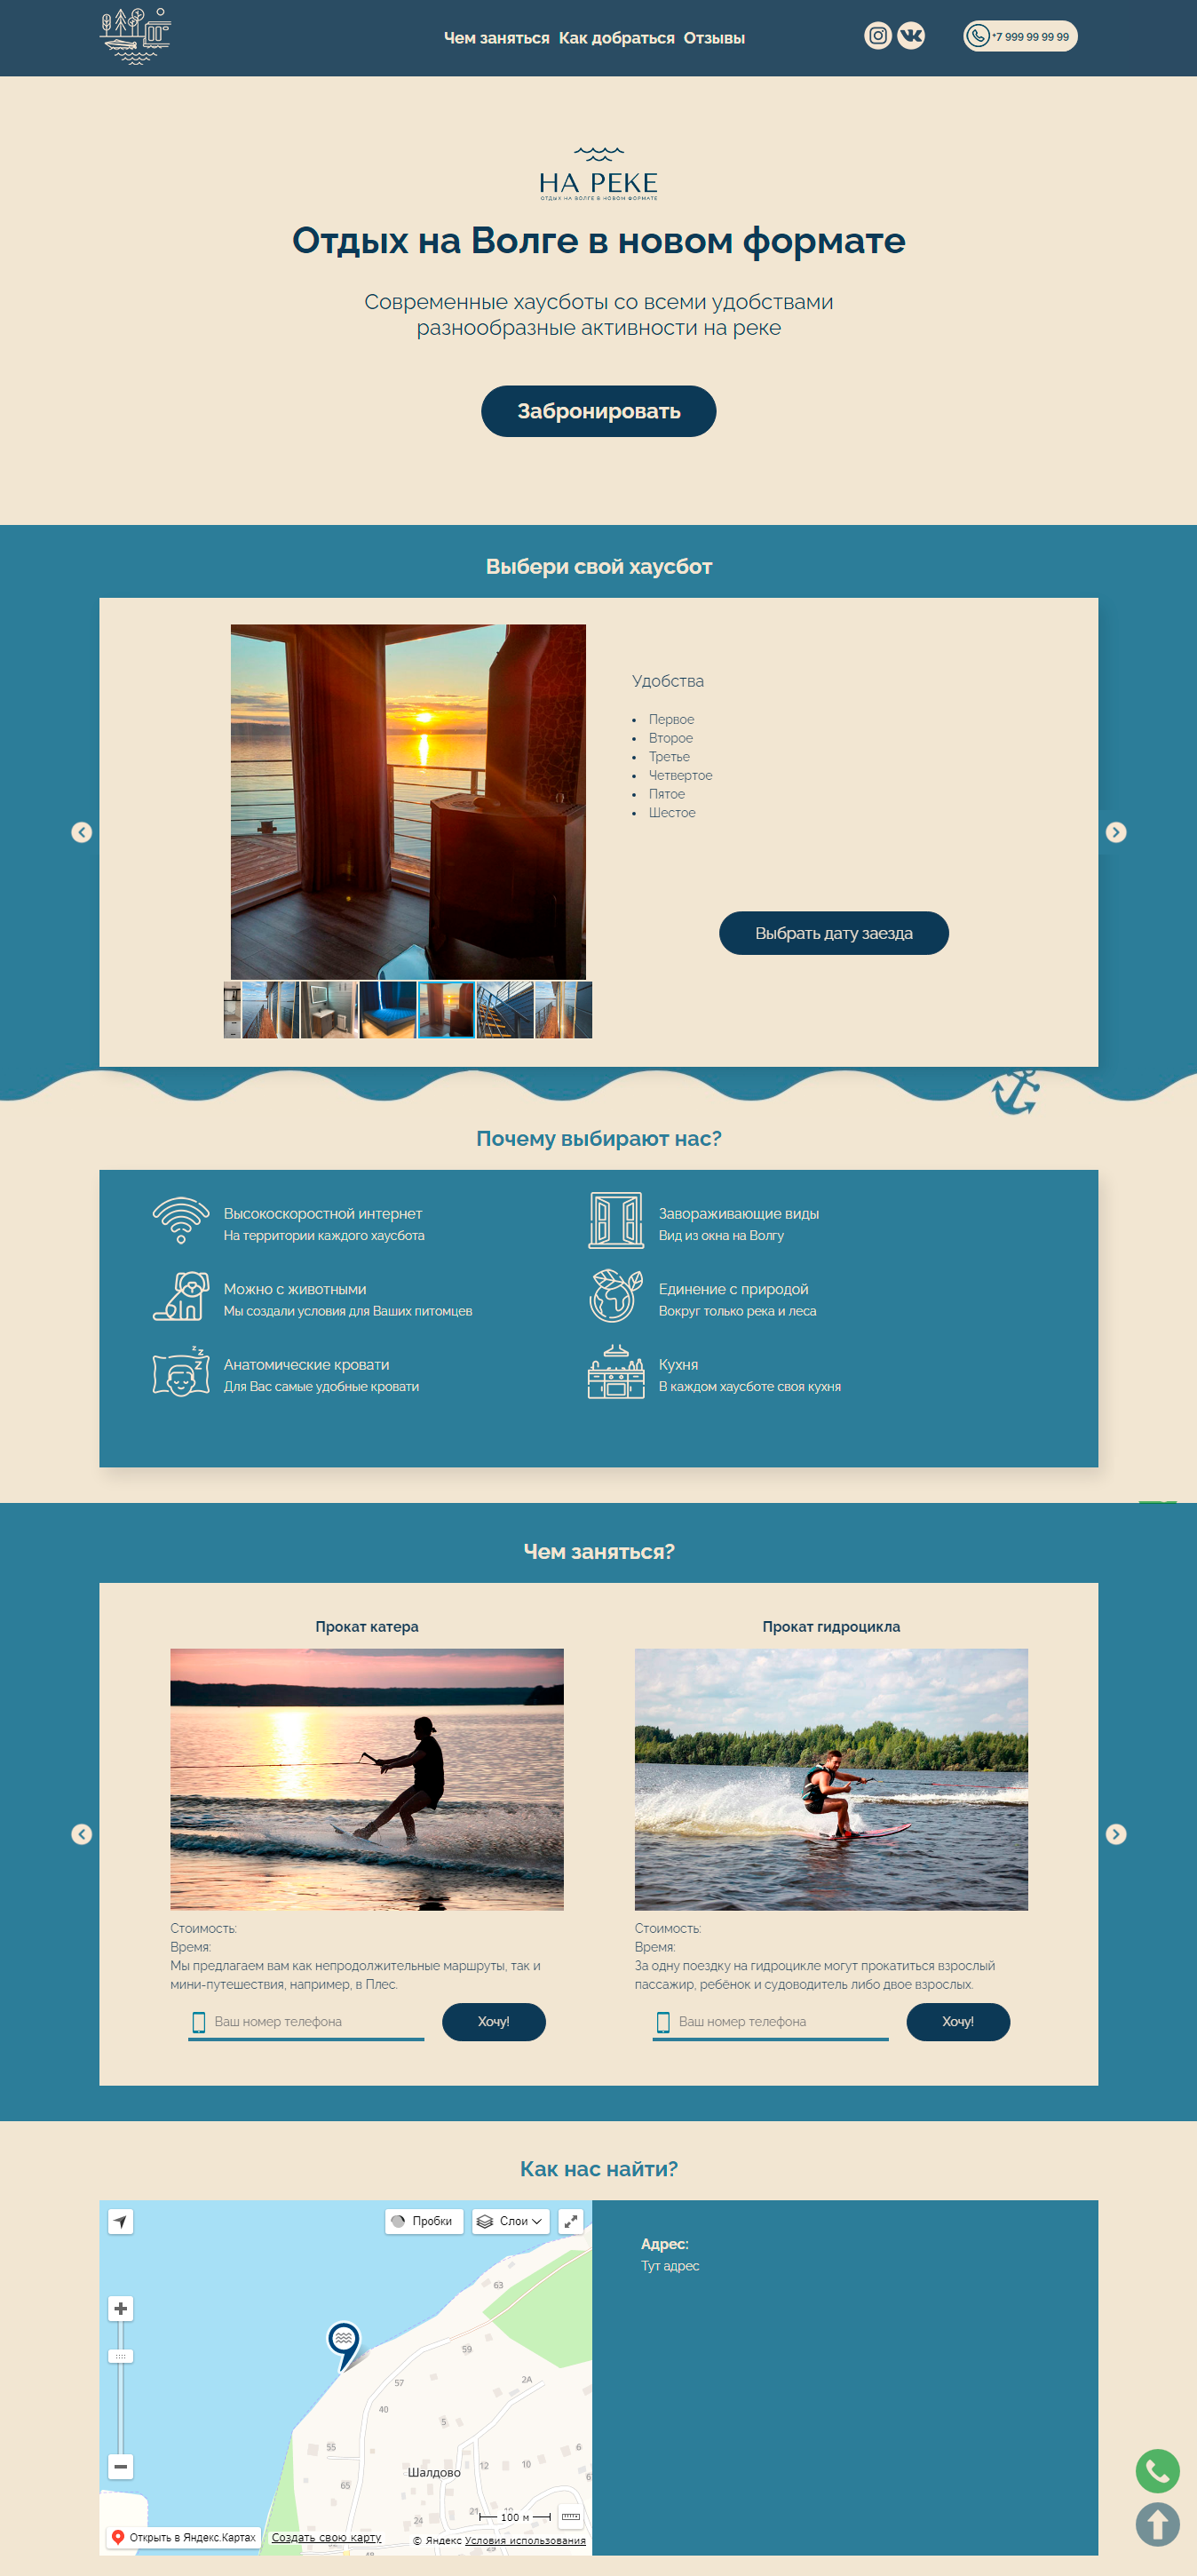 Чем заняться Как добраться Отзывы
+7 999 99 99 99
НА РЕКЕ
ОТДЫХ НА ВОЛГЕ В НОВОМ ФОРМАТЕ
Отдых на Волге в новом формате
Современные хаусботы со всеми удобствами
разнообразные активности на реке
Забронировать
Выбери свой хаусбот
Удобства
Первое
Второе
Третье
Четвертое
Пятое
Шестое
Выбрать дату заезда
Почему выбирают нас?
Высокоскоростной интернет
На территории каждого хаусбота
Завораживающие виды
Вид из окна на Волгу
Можно с животными
Мы создали условия для Ваших питомцев
Единение с природой
Вокруг только река и леса
Анатомические кровати
Для Вас самые удобные кровати
Кухня
В каждом хаусботе своя кухня
Чем заняться?
Прокат катера
Стоимость:
Время:
Мы предлагаем вам как непродолжительные маршруты, так и
мини-путешествия, например, в Плес.
Ваш номер телефона
Хочу!
Прокат гидроцикла
Стоимость:
Время:
За одну поездку на гидроцикле могут прокатиться взрослый
пассажир, ребёнок и судоводитель либо двое взрослых.
Ваш номер телефона
Хочу!
Как нас найти?
Пробки
Слои
63
59
57
2А
40
5
55
6
12
10
65
Шалдово
21
24
100 м
Открыть в Яндекс.Картах
Создать свою карту
© Яндекс Условия использования
Адрес:
Тут адрес